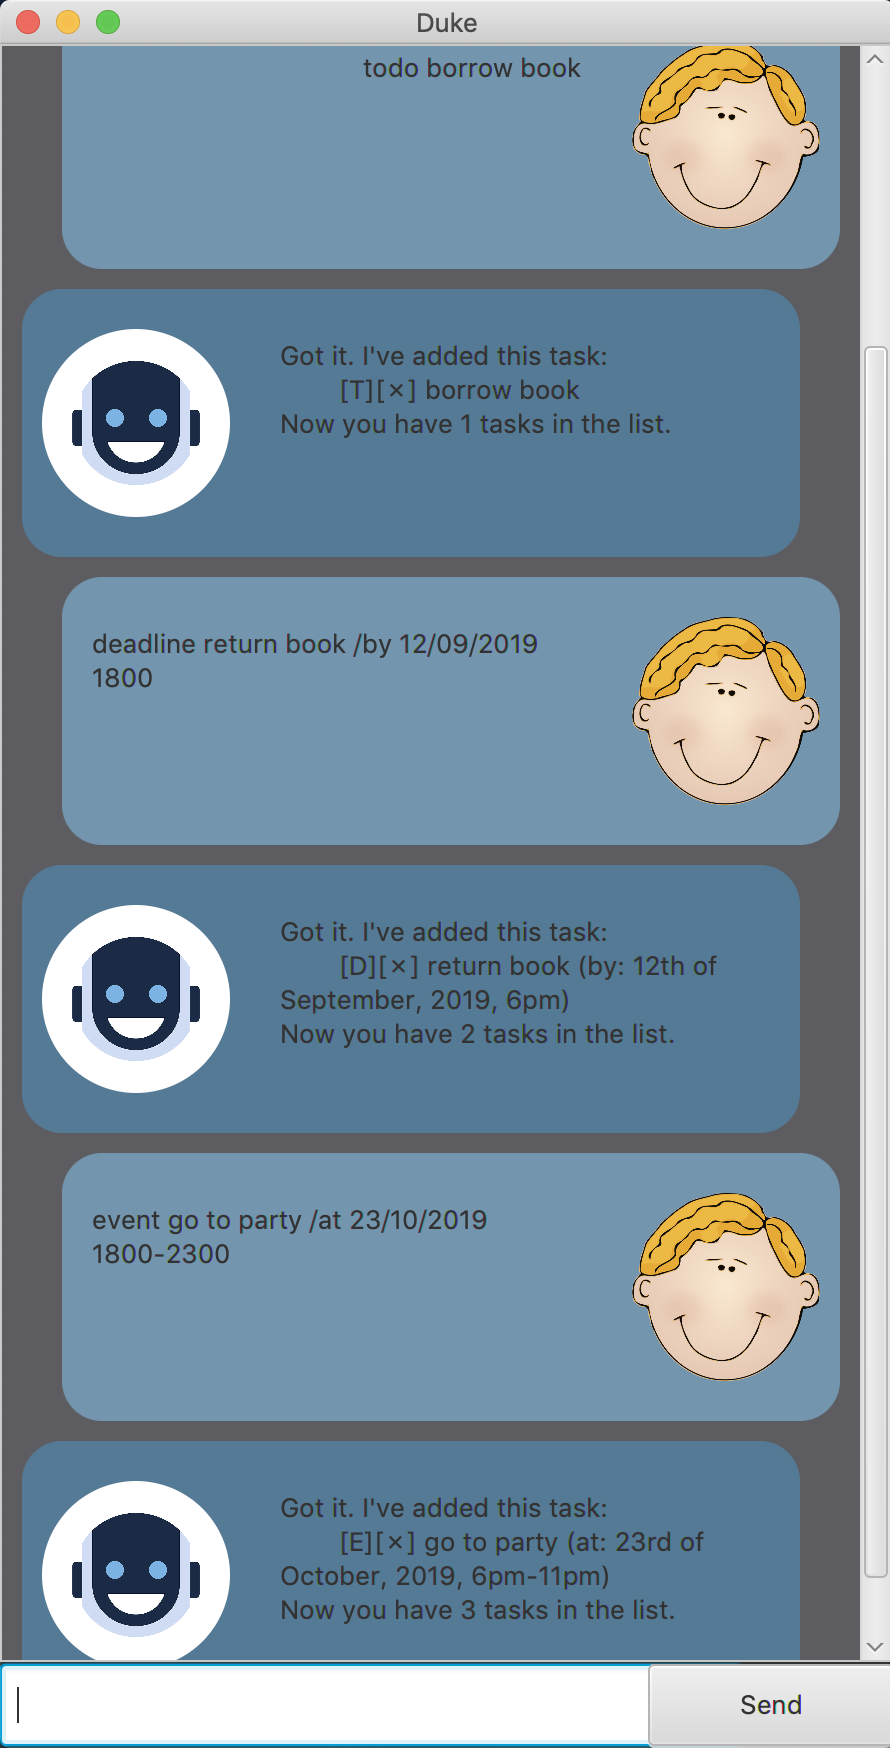 Duke
todo borrow book
Got it. I've added this task:
[T][×] borrow book
Now you have 1 tasks in the list.
deadline return book /by 12/09/2019
1800
Got it. I've added this task:
[D][×] return book (by: 12th of
September, 2019, 6pm)
Now you have 2 tasks in the list.
event go to party /at 23/10/2019
1800-2300
Got it. I've added this task:
[E][×] go to party (at: 23rd of
October, 2019, 6pm-11pm)
Now you have 3 tasks in the list.
Send